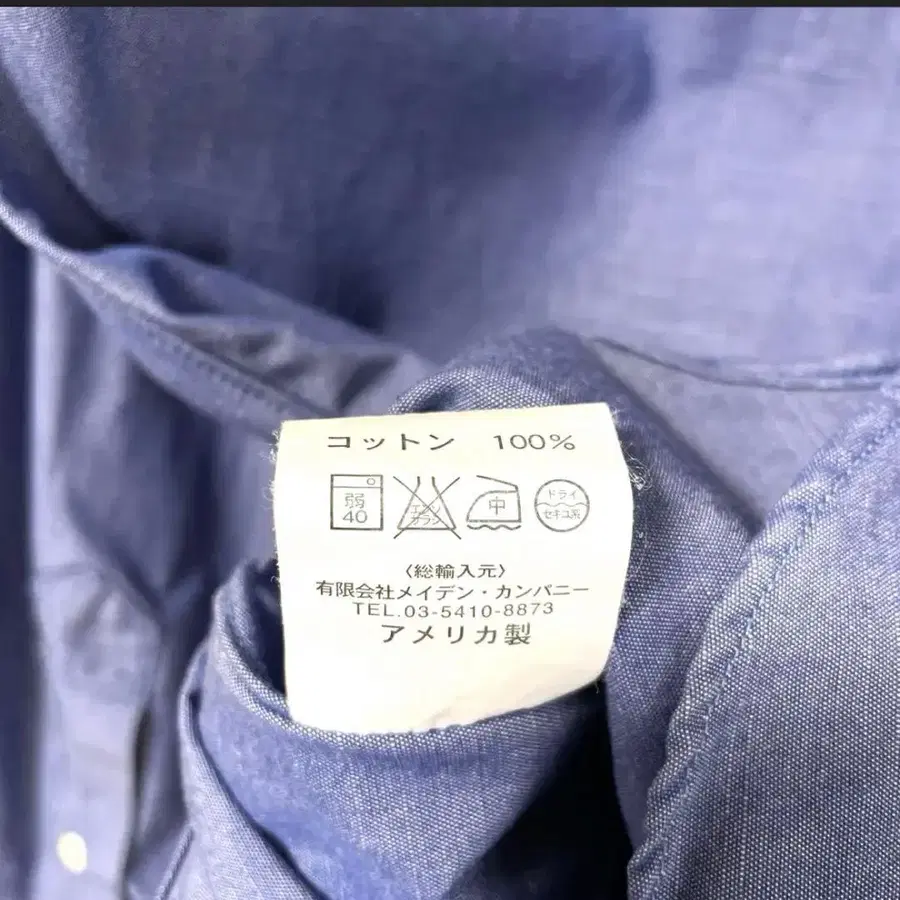 コットン 100%
弱
40
エンソ
サラシ
中
ドライ
セキユ系
〈総輸入元〉
有限会社メイデン・カンパニー
TEL.03-5410-8873
アメリカ製